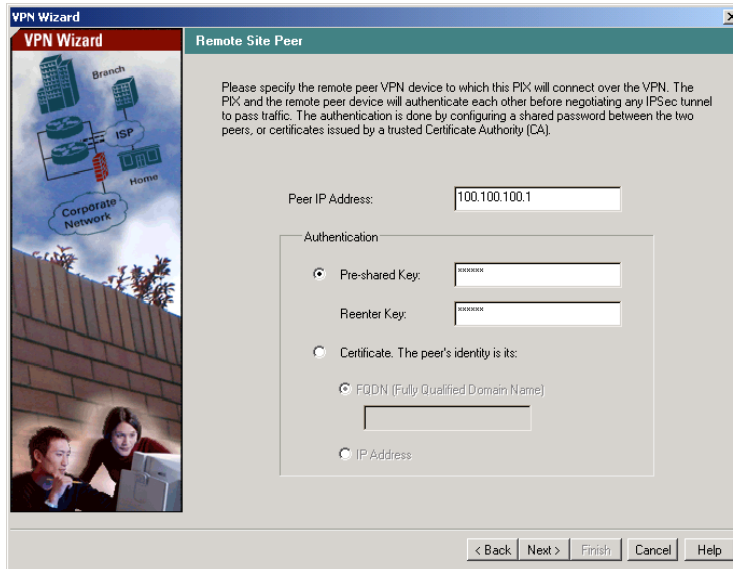 VPN Wizard
VPN Wizard
Branch
ISP
Home
Corporate
Network
Remote Site Peer
Please specify the remote peer VPN device to which this PIX will connect over the VPN. The
PIX and the remote peer device will authenticate each other before negotiating any IPSec tunnel
to pass traffic. The authentication is done by configuring a shared password between the two
peers, or certificates issued by a trusted Certificate Authority (CA).
Peer IP Address: 100.100.100.1
Authentication
Pre-shared Key: ******
Reenter Key: ******
Certificate. The peer's identity is its:
FQDN (Fully Qualified Domain Name)
IP Address
< Back Next > Finish Cancel Help